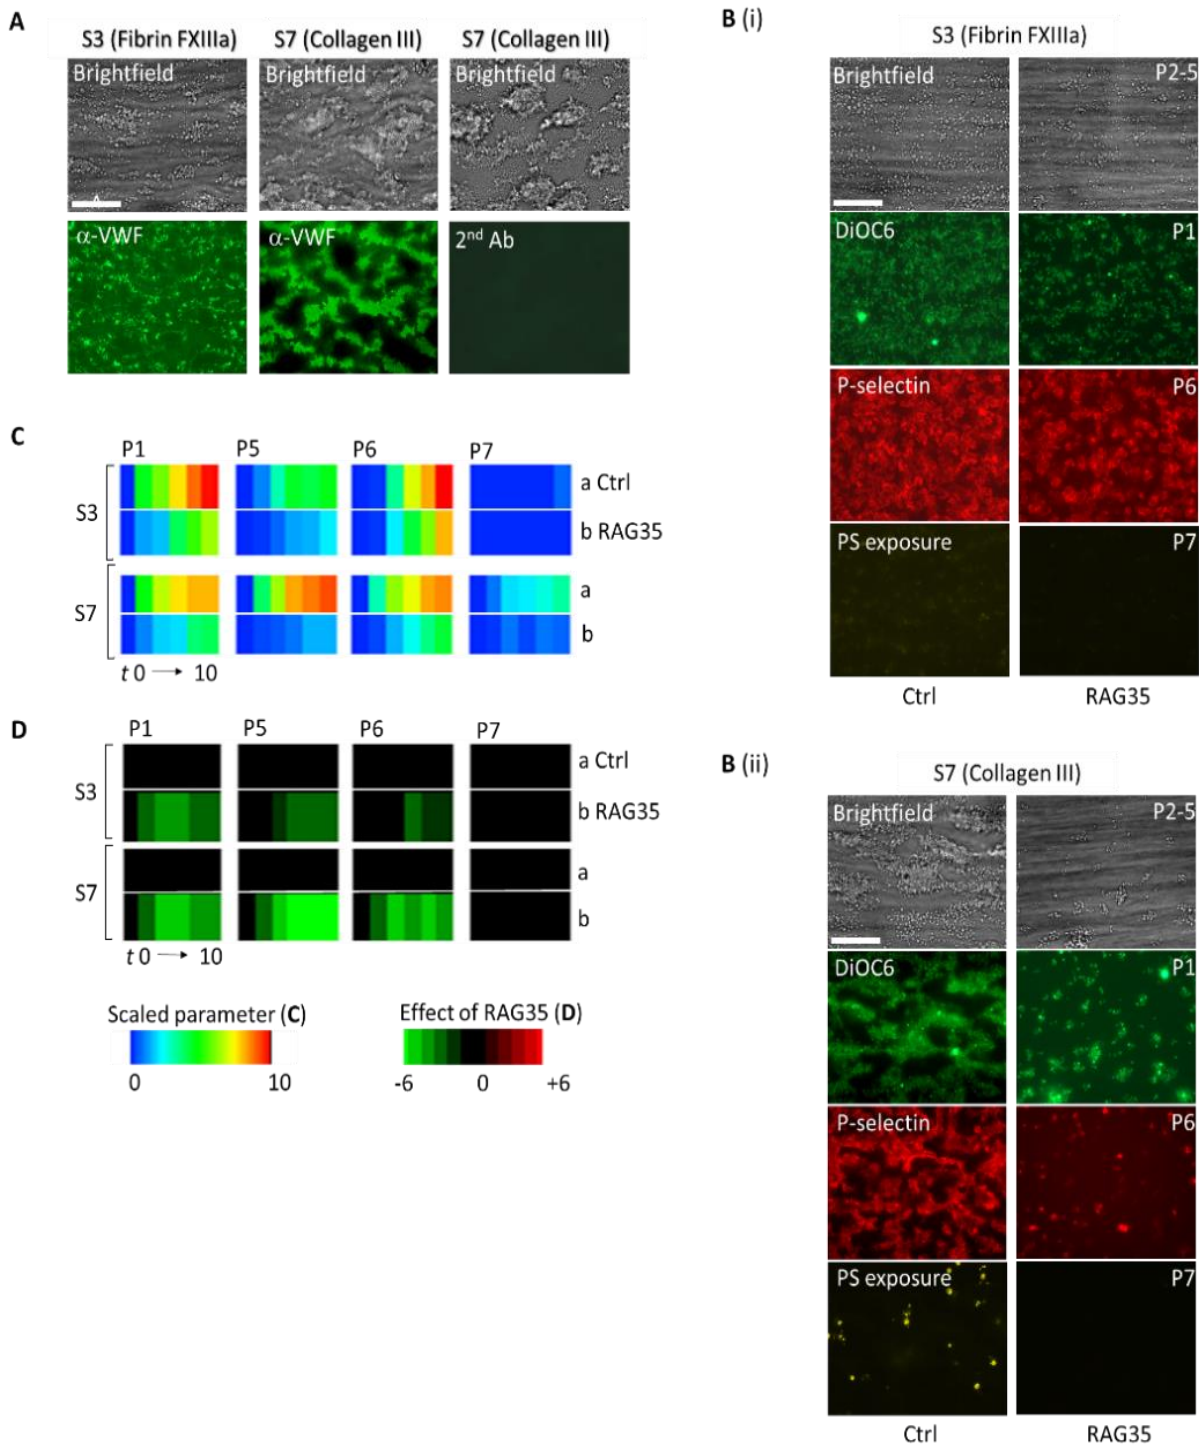 A
S3 (Fibrin FXIIIa) S7 (Collagen III) S7 (Collagen III)
Brightfield Brightfield Brightfield
α-VWF α-VWF 2nd Ab
B (i)
S3 (Fibrin FXIIIa)
Brightfield P2-5
DiOC6 P1
P-selectin P6
PS exposure P7
Ctrl RAG35
C
P1 P5 P6 P7
S3
a Ctrl
b RAG35
S7
a
b
t 0 → 10
D
P1 P5 P6 P7
S3
a Ctrl
b RAG35
S7
a
b
t 0 → 10
Scaled parameter (C)
0 10
Effect of RAG35 (D)
-6 0 +6
B (ii)
S7 (Collagen III)
Brightfield P2-5
DiOC6 P1
P-selectin P6
PS exposure P7
Ctrl RAG35